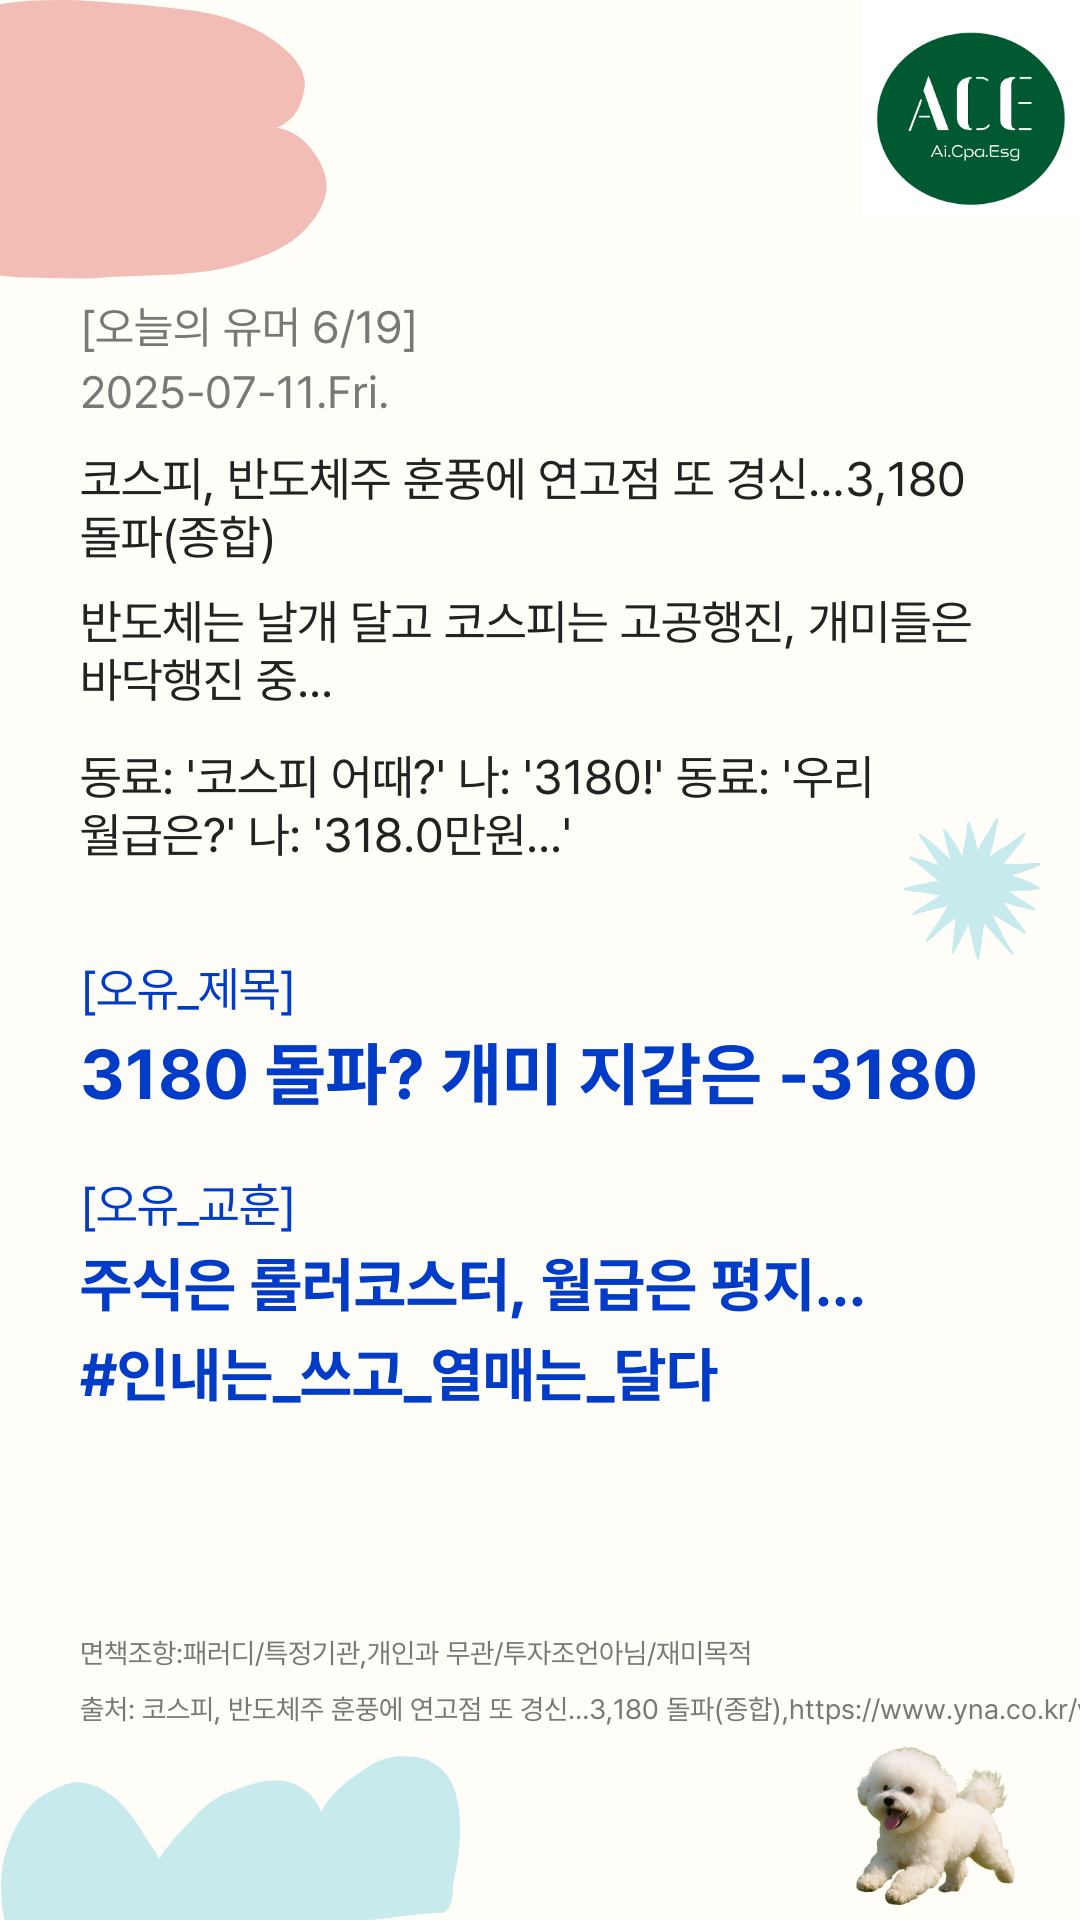 ACE
Ai.Cpa.Esg
[오늘의 유머 6/19]
2025-07-11.Fri.
코스피, 반도체주 훈풍에 연고점 또 경신...3,180
돌파(종합)
반도체는 날개 달고 코스피는 고공행진, 개미들은
바닥행진 중...
동료: '코스피 어때?' 나: '3180!' 동료: '우리
월급은?' 나: '318.0만원...'
[오유_제목]
3180 돌파? 개미 지갑은 -3180
[오유_교훈]
주식은 롤러코스터, 월급은 평지...
#인내는_쓰고_열매는_달다
면책조항:패러디/특정기관,개인과 무관/투자조언아님/재미목적
출처: 코스피, 반도체주 훈풍에 연고점 또 경신...3,180 돌파(종합),https://www.yna.co.kr/